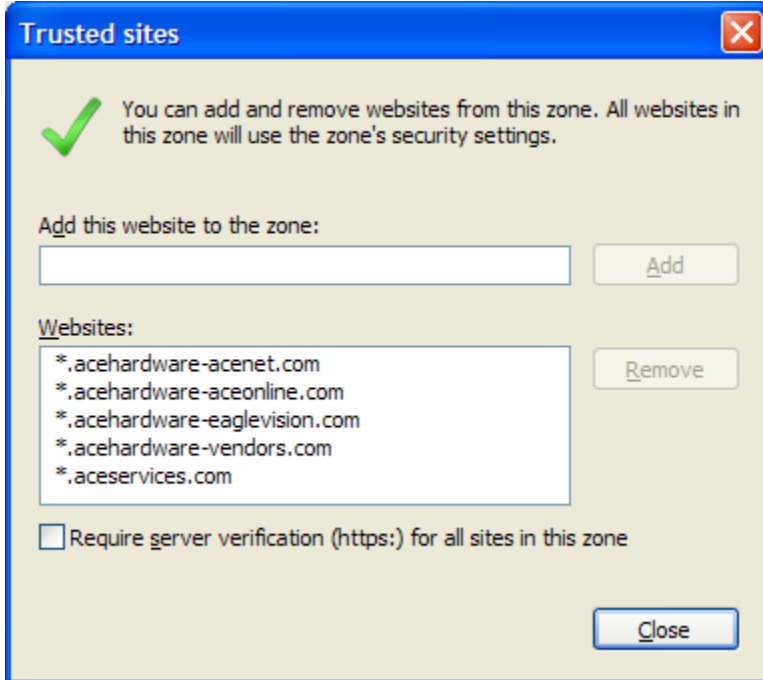 Trusted sites
You can add and remove websites from this zone. All websites in
this zone will use the zone's security settings.
Add this website to the zone:
Add
Websites:
*.acehardware-acenet.com
*.acehardware-aceonline.com
*.acehardware-eaglevision.com
*.acehardware-vendors.com
*.aceservices.com
Remove
Require server verification (https:) for all sites in this zone
Close